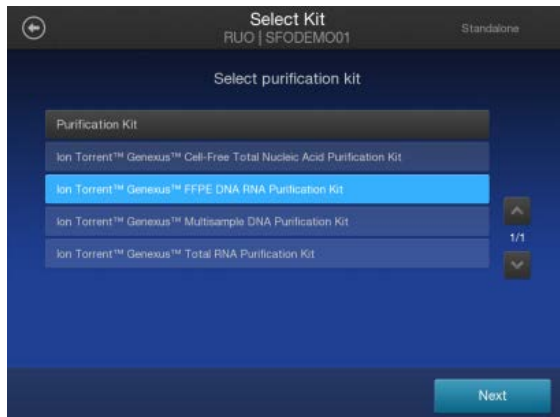 Select Kit
RUO | SFODEMO01
Standalone
Select purification kit
Purification Kit
Ion Torrent™ Genexus™ Cell-Free Total Nucleic Acid Purification Kit
Ion Torrent™ Genexus™ FFPE DNA RNA Purification Kit
Ion Torrent™ Genexus™ Multisample DNA Purification Kit
1/1
Ion Torrent™ Genexus™ Total RNA Purification Kit
Next